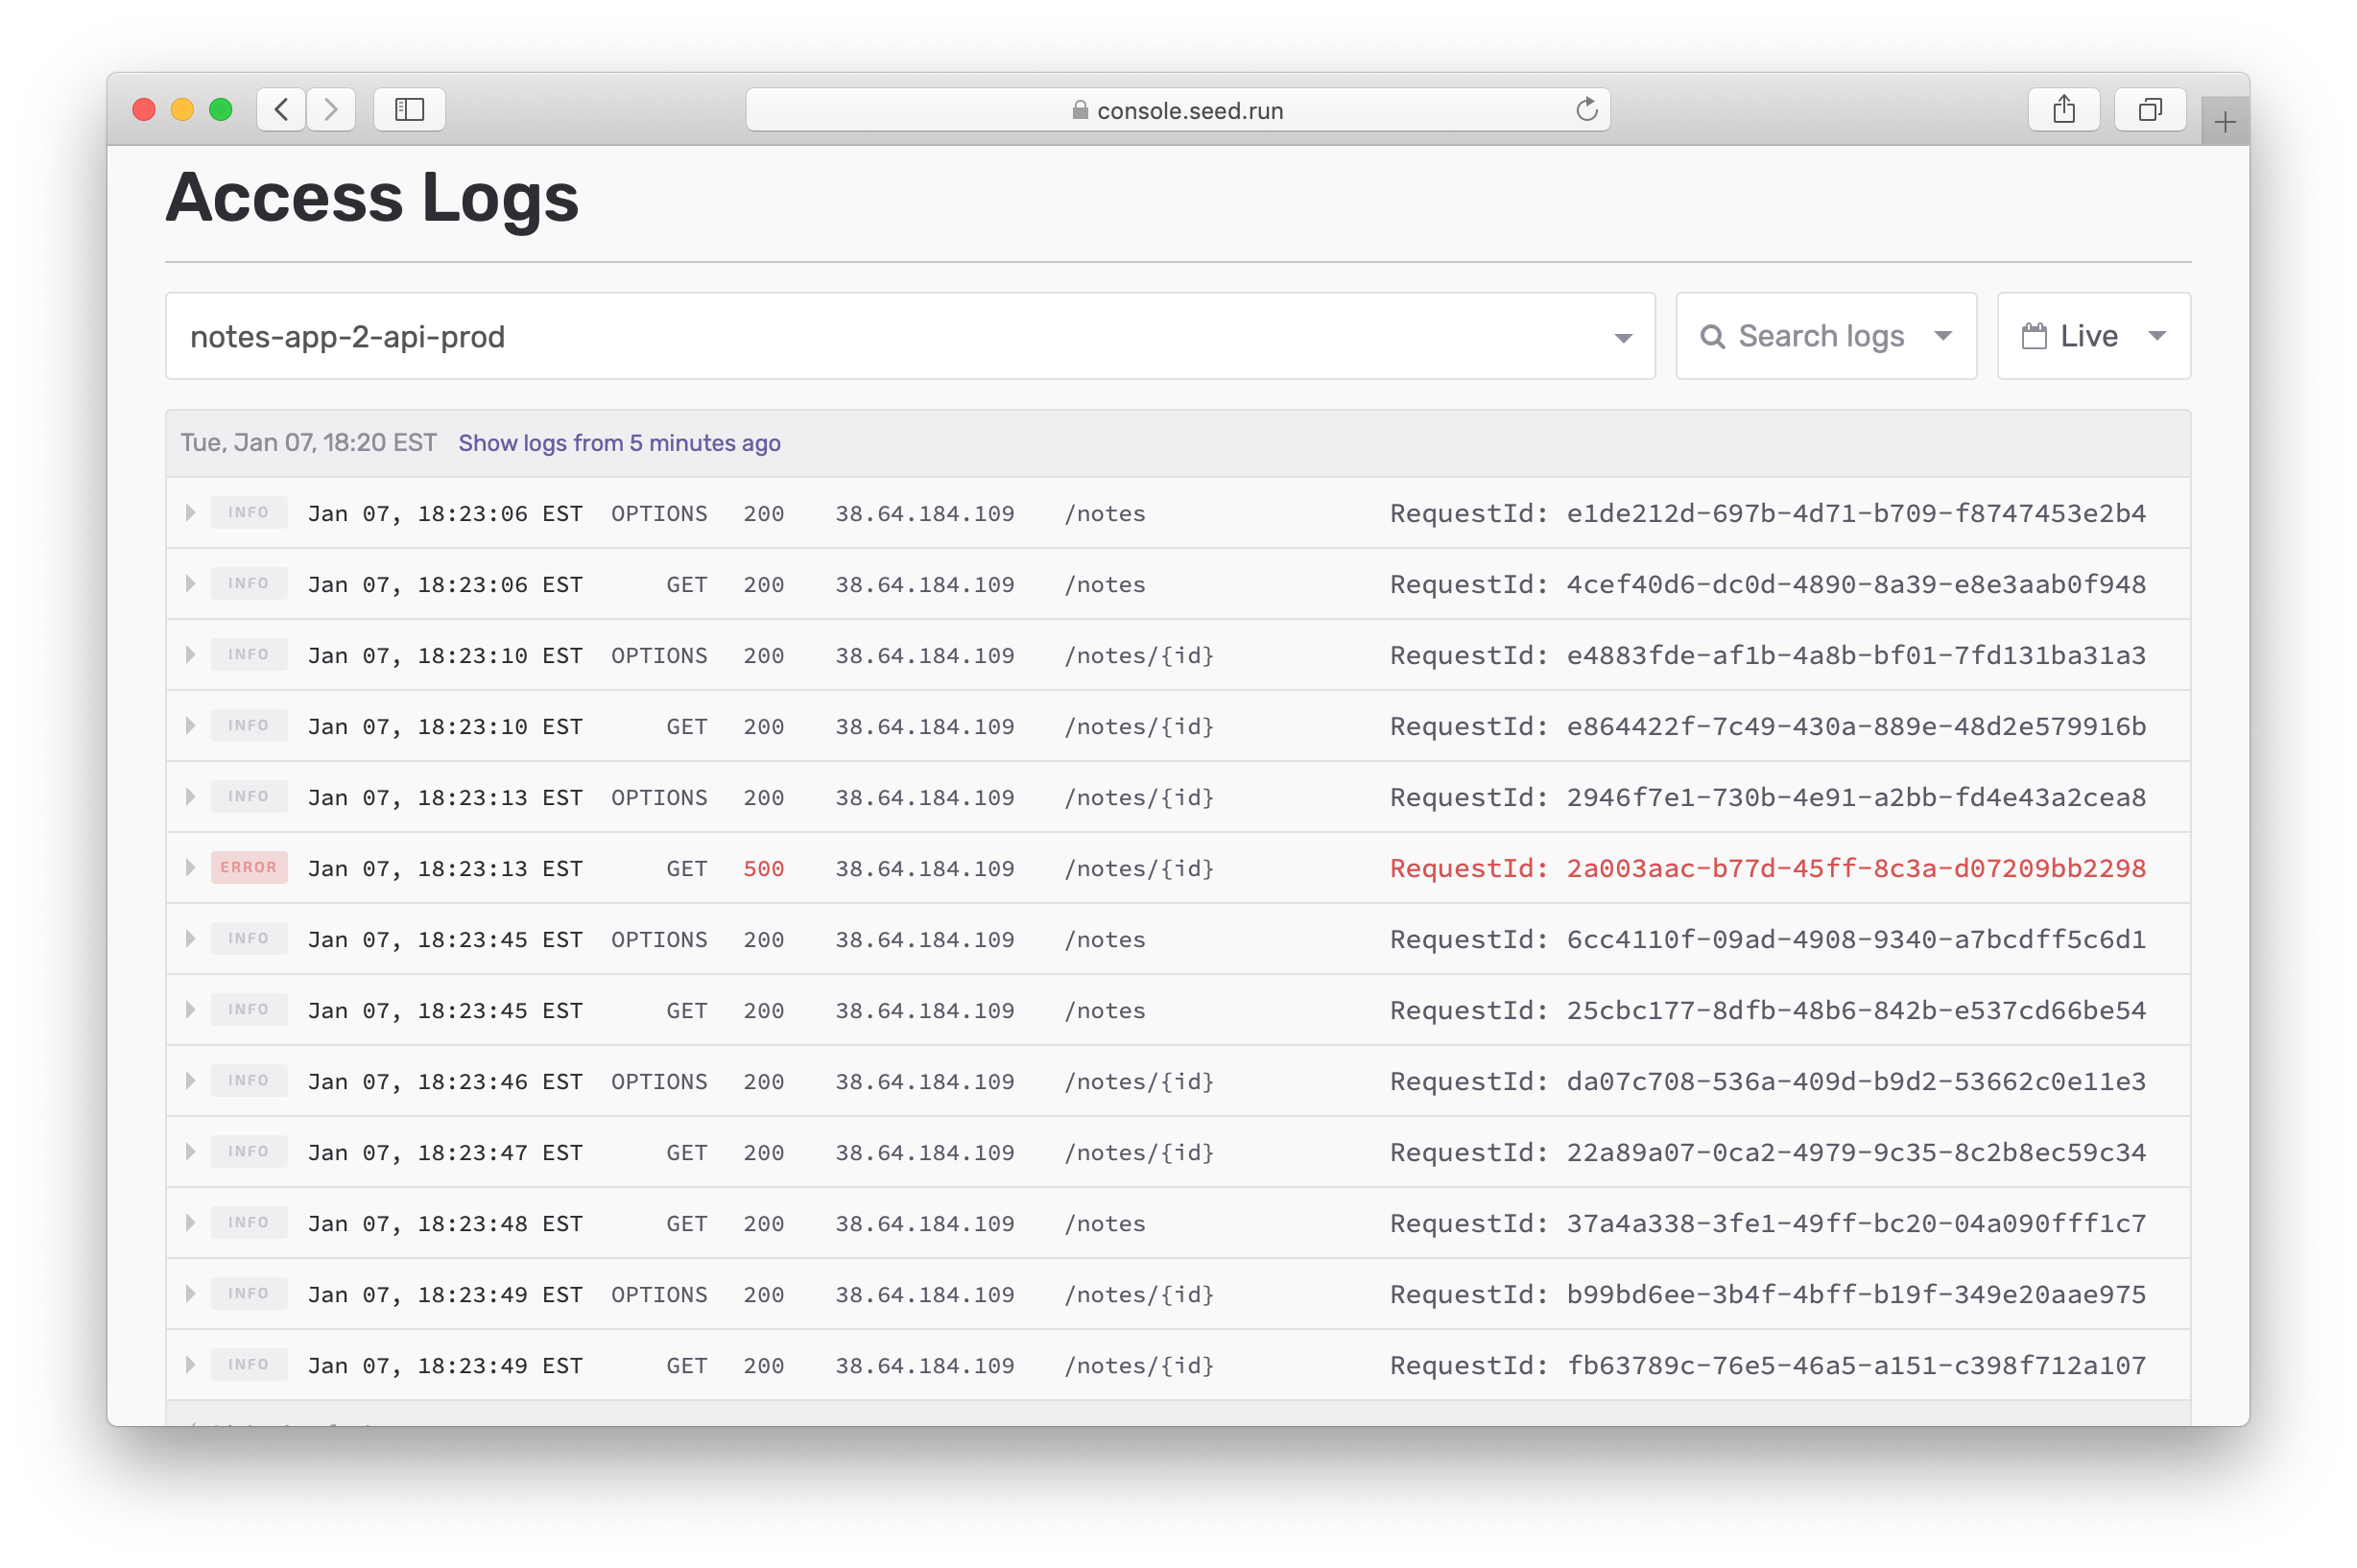 console.seed.run
Access Logs
notes-app-2-api-prod Search logs Live
Tue, Jan 07, 18:20 EST Show logs from 5 minutes ago
INFO Jan 07, 18:23:06 EST OPTIONS 200 38.64.184.109 /notes RequestId: e1de212d-697b-4d71-b709-f8747453e2b4
INFO Jan 07, 18:23:06 EST GET 200 38.64.184.109 /notes RequestId: 4cef40d6-dc0d-4890-8a39-e8e3aab0f948
INFO Jan 07, 18:23:10 EST OPTIONS 200 38.64.184.109 /notes/{id} RequestId: e4883fde-af1b-4a8b-bf01-7fd131ba31a3
INFO Jan 07, 18:23:10 EST GET 200 38.64.184.109 /notes/{id} RequestId: e864422f-7c49-430a-889e-48d2e579916b
INFO Jan 07, 18:23:13 EST OPTIONS 200 38.64.184.109 /notes/{id} RequestId: 2946f7e1-730b-4e91-a2bb-fd4e43a2cea8
ERROR Jan 07, 18:23:13 EST GET 500 38.64.184.109 /notes/{id} RequestId: 2a003aac-b77d-45ff-8c3a-d07209bb2298
INFO Jan 07, 18:23:45 EST OPTIONS 200 38.64.184.109 /notes RequestId: 6cc4110f-09ad-4908-9340-a7bcdff5c6d1
INFO Jan 07, 18:23:45 EST GET 200 38.64.184.109 /notes RequestId: 25cbc177-8dfb-48b6-842b-e537cd66be54
INFO Jan 07, 18:23:46 EST OPTIONS 200 38.64.184.109 /notes/{id} RequestId: da07c708-536a-409d-b9d2-53662c0e11e3
INFO Jan 07, 18:23:47 EST GET 200 38.64.184.109 /notes/{id} RequestId: 22a89a07-0ca2-4979-9c35-8c2b8ec59c34
INFO Jan 07, 18:23:48 EST GET 200 38.64.184.109 /notes RequestId: 37a4a338-3fe1-49ff-bc20-04a090fff1c7
INFO Jan 07, 18:23:49 EST OPTIONS 200 38.64.184.109 /notes/{id} RequestId: b99bd6ee-3b4f-4bff-b19f-349e20aae975
INFO Jan 07, 18:23:49 EST GET 200 38.64.184.109 /notes/{id} RequestId: fb63789c-76e5-46a5-a151-c398f712a107